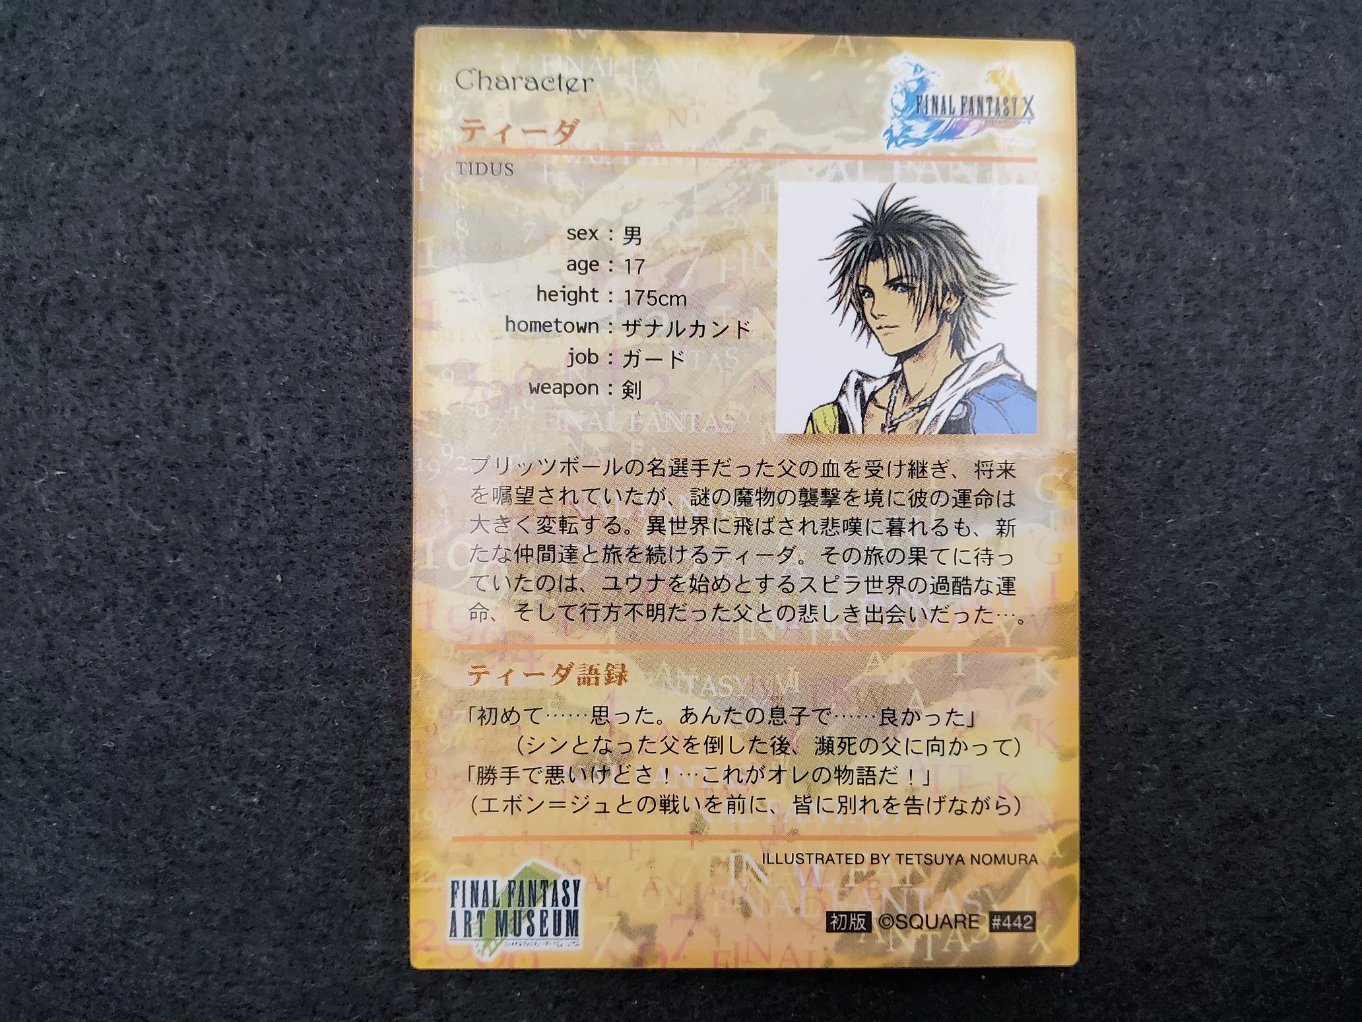 Character
FINAL FANTASY X
ティーダ
TIDUS
sex : 男
age : 17
height : 175cm
hometown : ザナルカンド
job : ガード
weapon : 剣
ブリッツボールの名選手だった父の血を受け継ぎ、将来
を嘱望されていたが、謎の魔物の襲撃を境に彼の運命は
大きく変転する。異世界に飛ばされ悲嘆に暮れるも、新
たな仲間達と旅を続けるティーダ。その旅の果てに待っ
ていたのは、ユウナを始めとするスピラ世界の過酷な運
命、そして行方不明だった父との悲しき出会いだった…。
ティーダ語録
「初めて……思った。あんたの息子で……良かった」
（シンとなった父を倒した後、瀕死の父に向かって）
「勝手で悪いけどさ！…これがオレの物語だ！」
（エボン＝ジュとの戦いを前に、皆に別れを告げながら）
ILLUSTRATED BY TETSUYA NOMURA
FINAL FANTASY
ART MUSEUM
初版 ©SQUARE #442